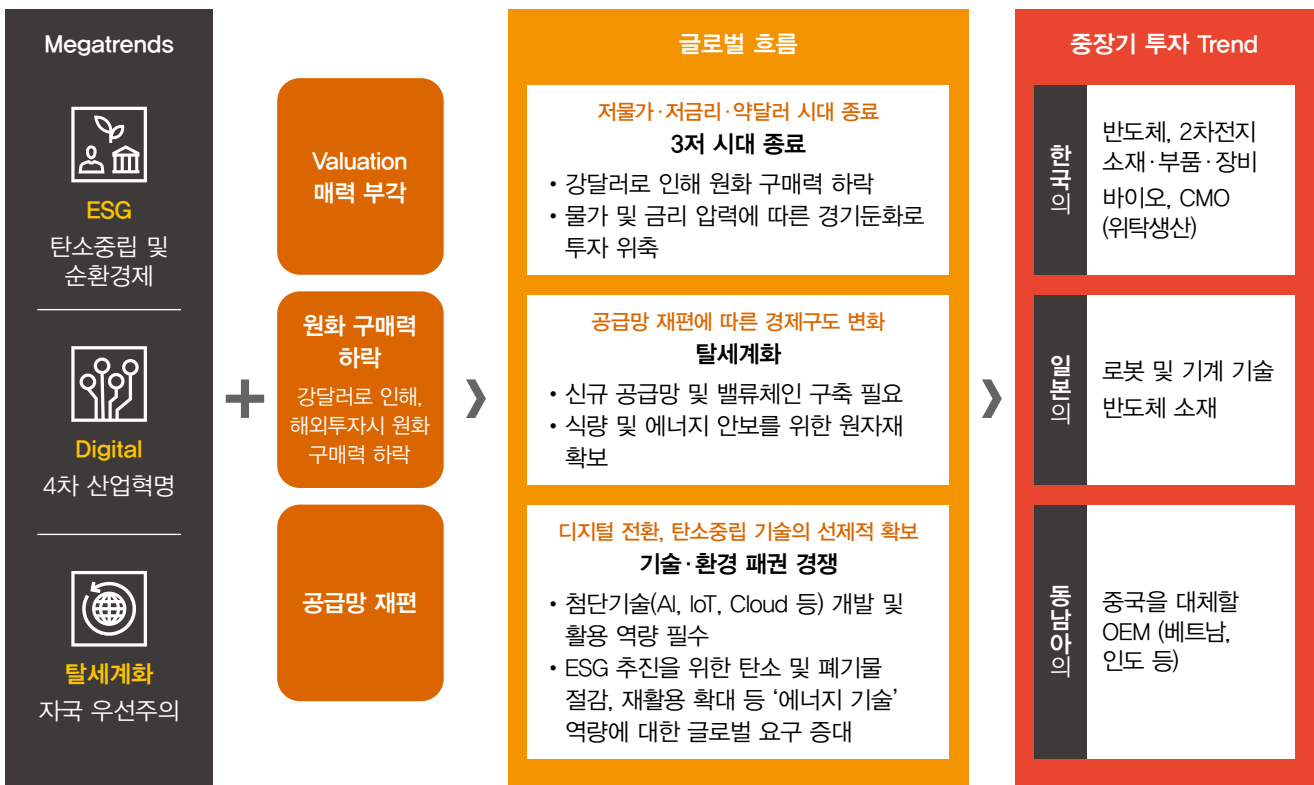 Megatrends
ESG
탄소중립 및
순환경제
Digital
4차 산업혁명
탈세계화
자국 우선주의
+
Valuation
매력 부각
원화 구매력
하락
강달러로 인해,
해외투자시 원화
구매력 하락
공급망 재편
글로벌 흐름
저물가·저금리·약달러 시대 종료
3저 시대 종료
• 강달러로 인해 원화 구매력 하락
• 물가 및 금리 압력에 따른 경기둔화로
투자 위축
공급망 재편에 따른 경제구도 변화
탈세계화
• 신규 공급망 및 밸류체인 구축 필요
• 식량 및 에너지 안보를 위한 원자재
확보
디지털 전환, 탄소중립 기술의 선제적 확보
기술·환경 패권 경쟁
• 첨단기술(AI, IoT, Cloud 등) 개발 및
활용 역량 필수
• ESG 추진을 위한 탄소 및 폐기물
절감, 재활용 확대 등 ‘에너지 기술’
역량에 대한 글로벌 요구 증대
중장기 투자 Trend
한국의
반도체, 2차전지
소재·부품·장비
바이오, CMO
(위탁생산)
일본의
로봇 및 기계 기술
반도체 소재
동남아의
중국을 대체할
OEM (베트남,
인도 등)